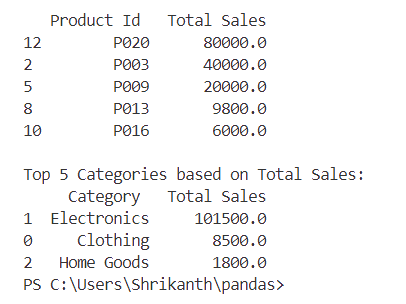 Product Id Total Sales
12 P020 80000.0
2 P003 40000.0
5 P009 20000.0
8 P013 9800.0
10 P016 6000.0
Top 5 Categories based on Total Sales:
Category Total Sales
1 Electronics 101500.0
0 Clothing 8500.0
2 Home Goods 1800.0
PS C:\Users\Shrikanth\pandas>